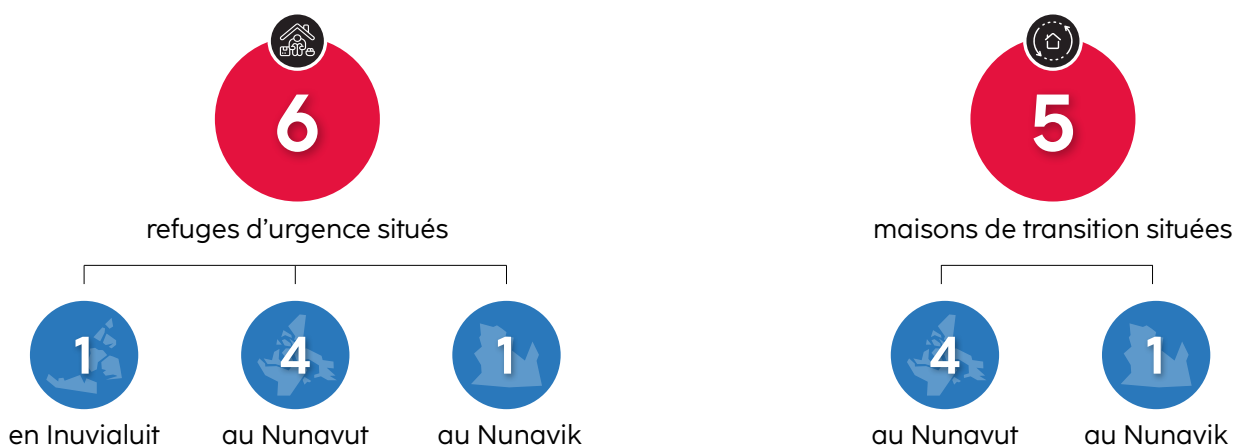 6
refuges d’urgence situés
1
en Inuvialuit
4
au Nunavut
1
au Nunavik
5
maisons de transition situées
4
au Nunavut
1
au Nunavik